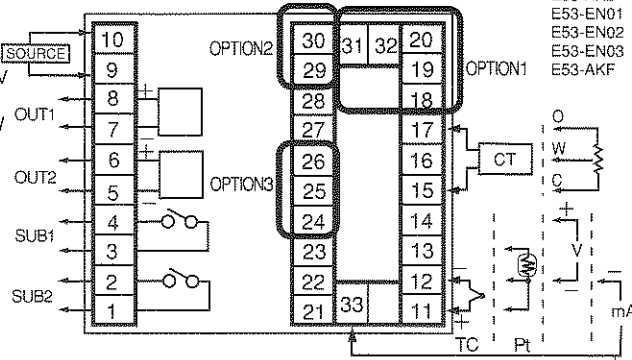 E53-EN01
E53-EN02
E53-EN03
E53-AKF
SOURCE
V
OUT1
OUT2
SUB1
SUB2
10
9
8
7
6
5
4
3
2
1
+
−
+
−
OPTION2
OPTION3
30
29
28
27
26
25
24
23
22
21
31
32
33
20
19
18
17
16
15
14
13
12
11
OPTION1
CT
O
W
C
+
V
−
−
mA
−
+
TC
Pt